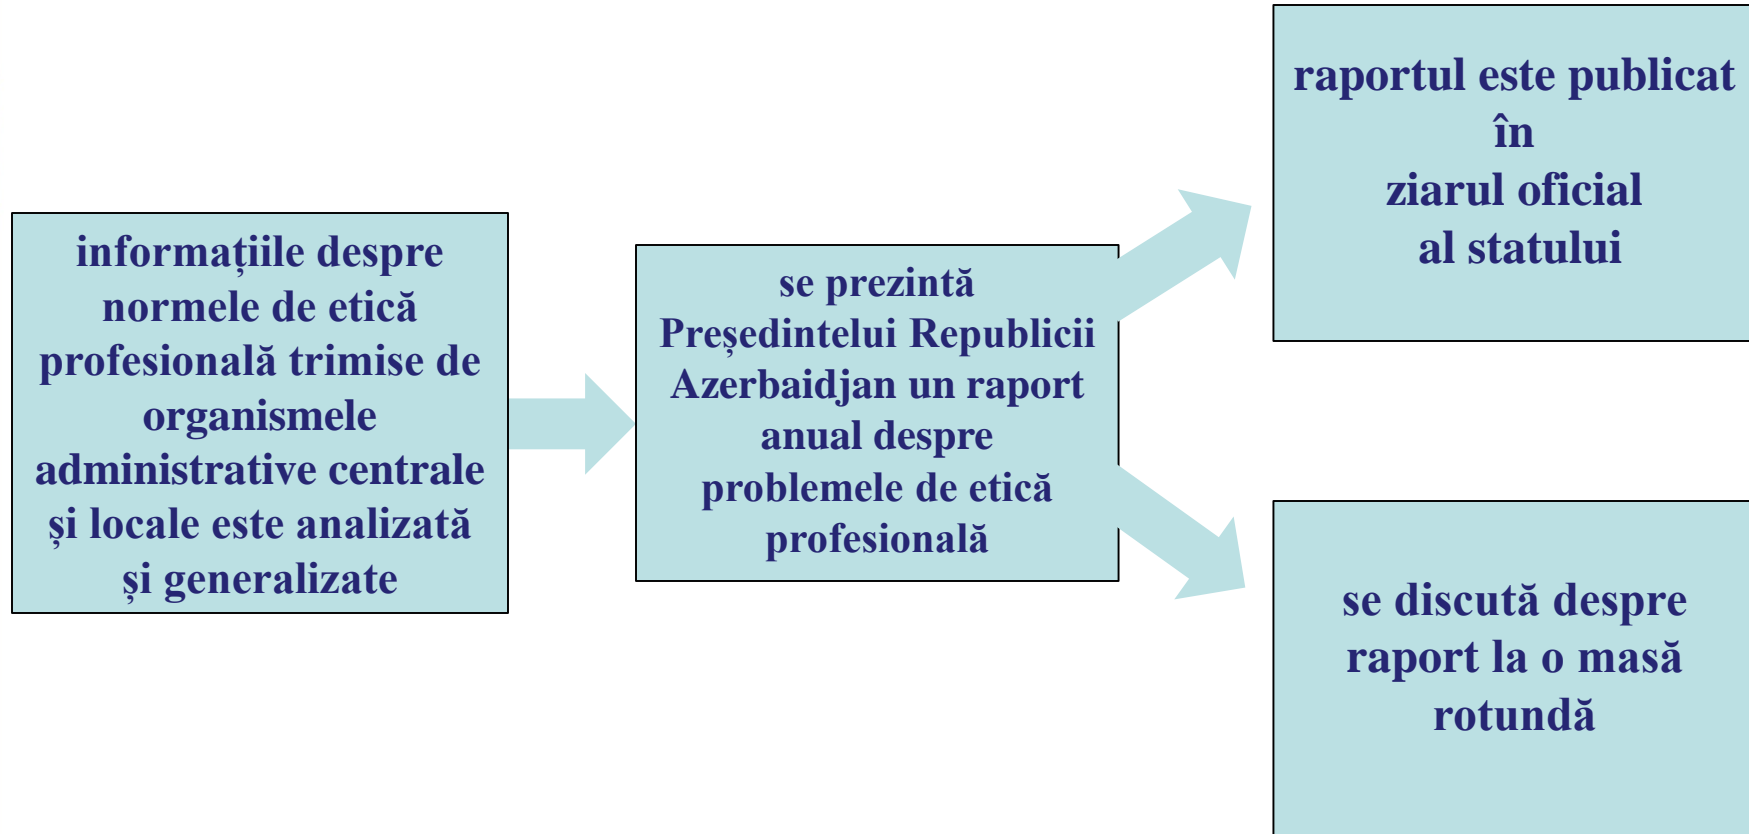 informațiile despre
normele de etică
profesională trimise de
organismele
administrative centrale
și locale este analizată
și generalizate
se prezintă
Președintelui Republicii
Azerbaidjan un raport
anual despre
problemele de etică
profesională
raportul este publicat
în
ziarul oficial
al statului
se discută despre
raport la o masă
rotundă